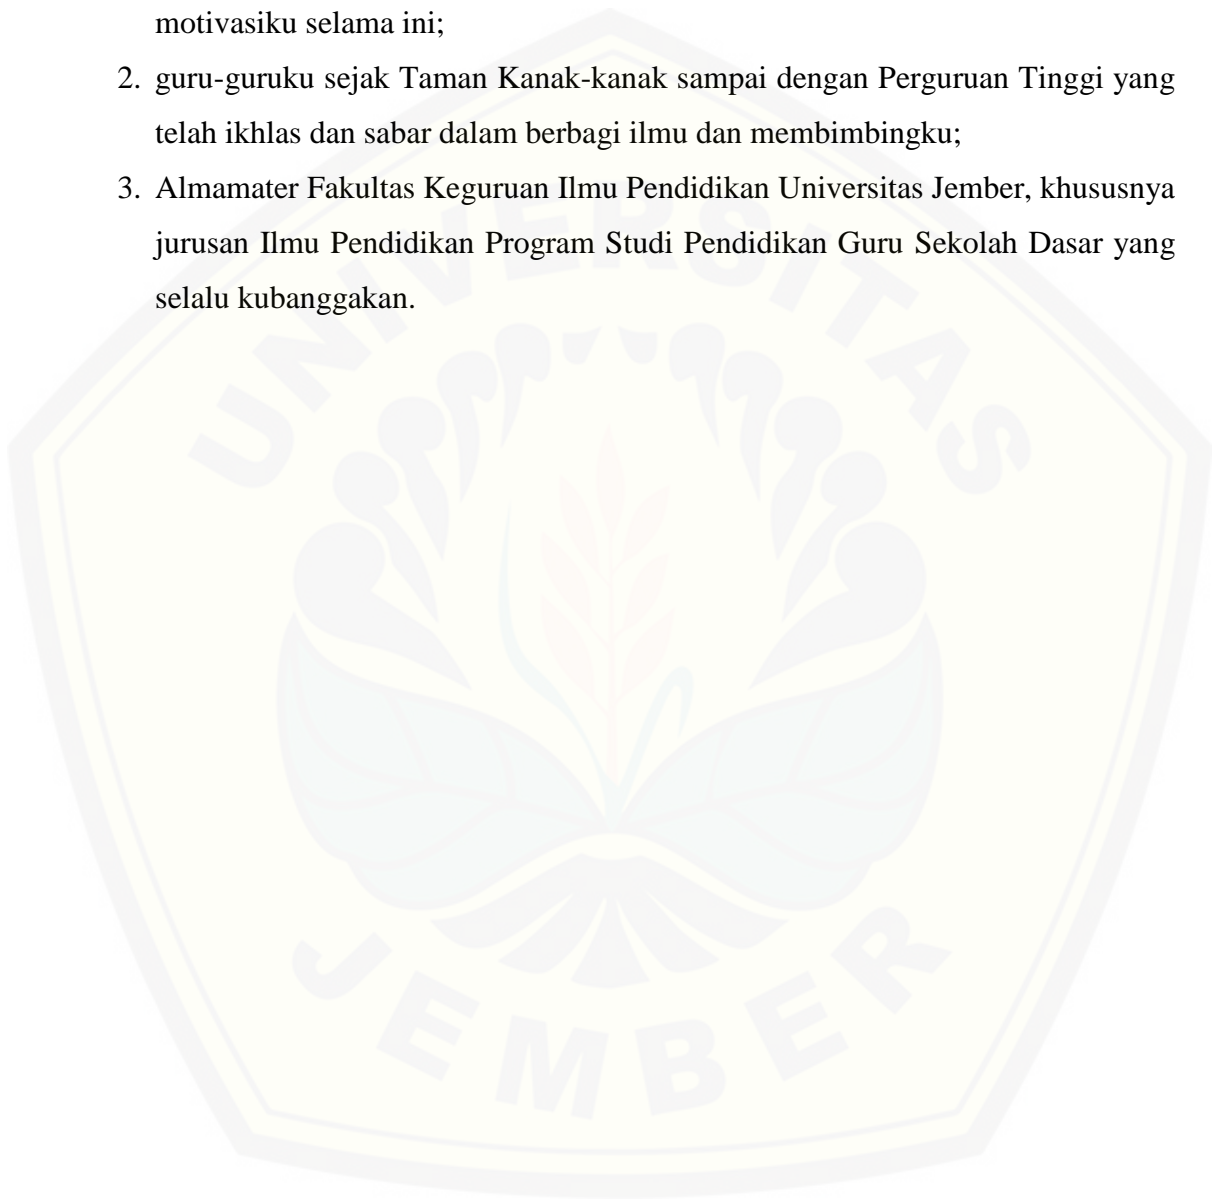 motivasiku selama ini;
2. guru-guruku sejak Taman Kanak-kanak sampai dengan Perguruan Tinggi yang
telah ikhlas dan sabar dalam berbagi ilmu dan membimbingku;
3. Almamater Fakultas Keguruan Ilmu Pendidikan Universitas Jember, khususnya
jurusan Ilmu Pendidikan Program Studi Pendidikan Guru Sekolah Dasar yang
selalu kubanggakan.
UNIVERSITAS
JEMBER